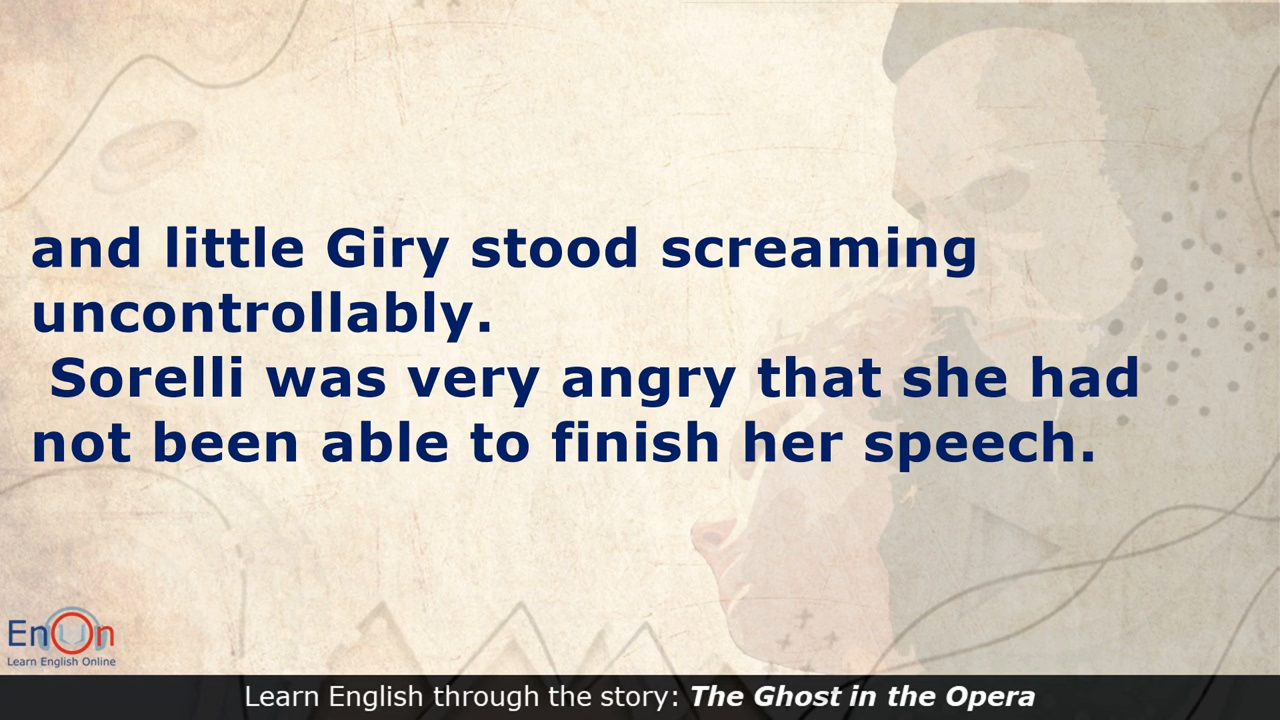 and little Giry stood screaming
uncontrollably.
Sorelli was very angry that she had
not been able to finish her speech.
EnOn
Learn English Online
Learn English through the story: The Ghost in the Opera